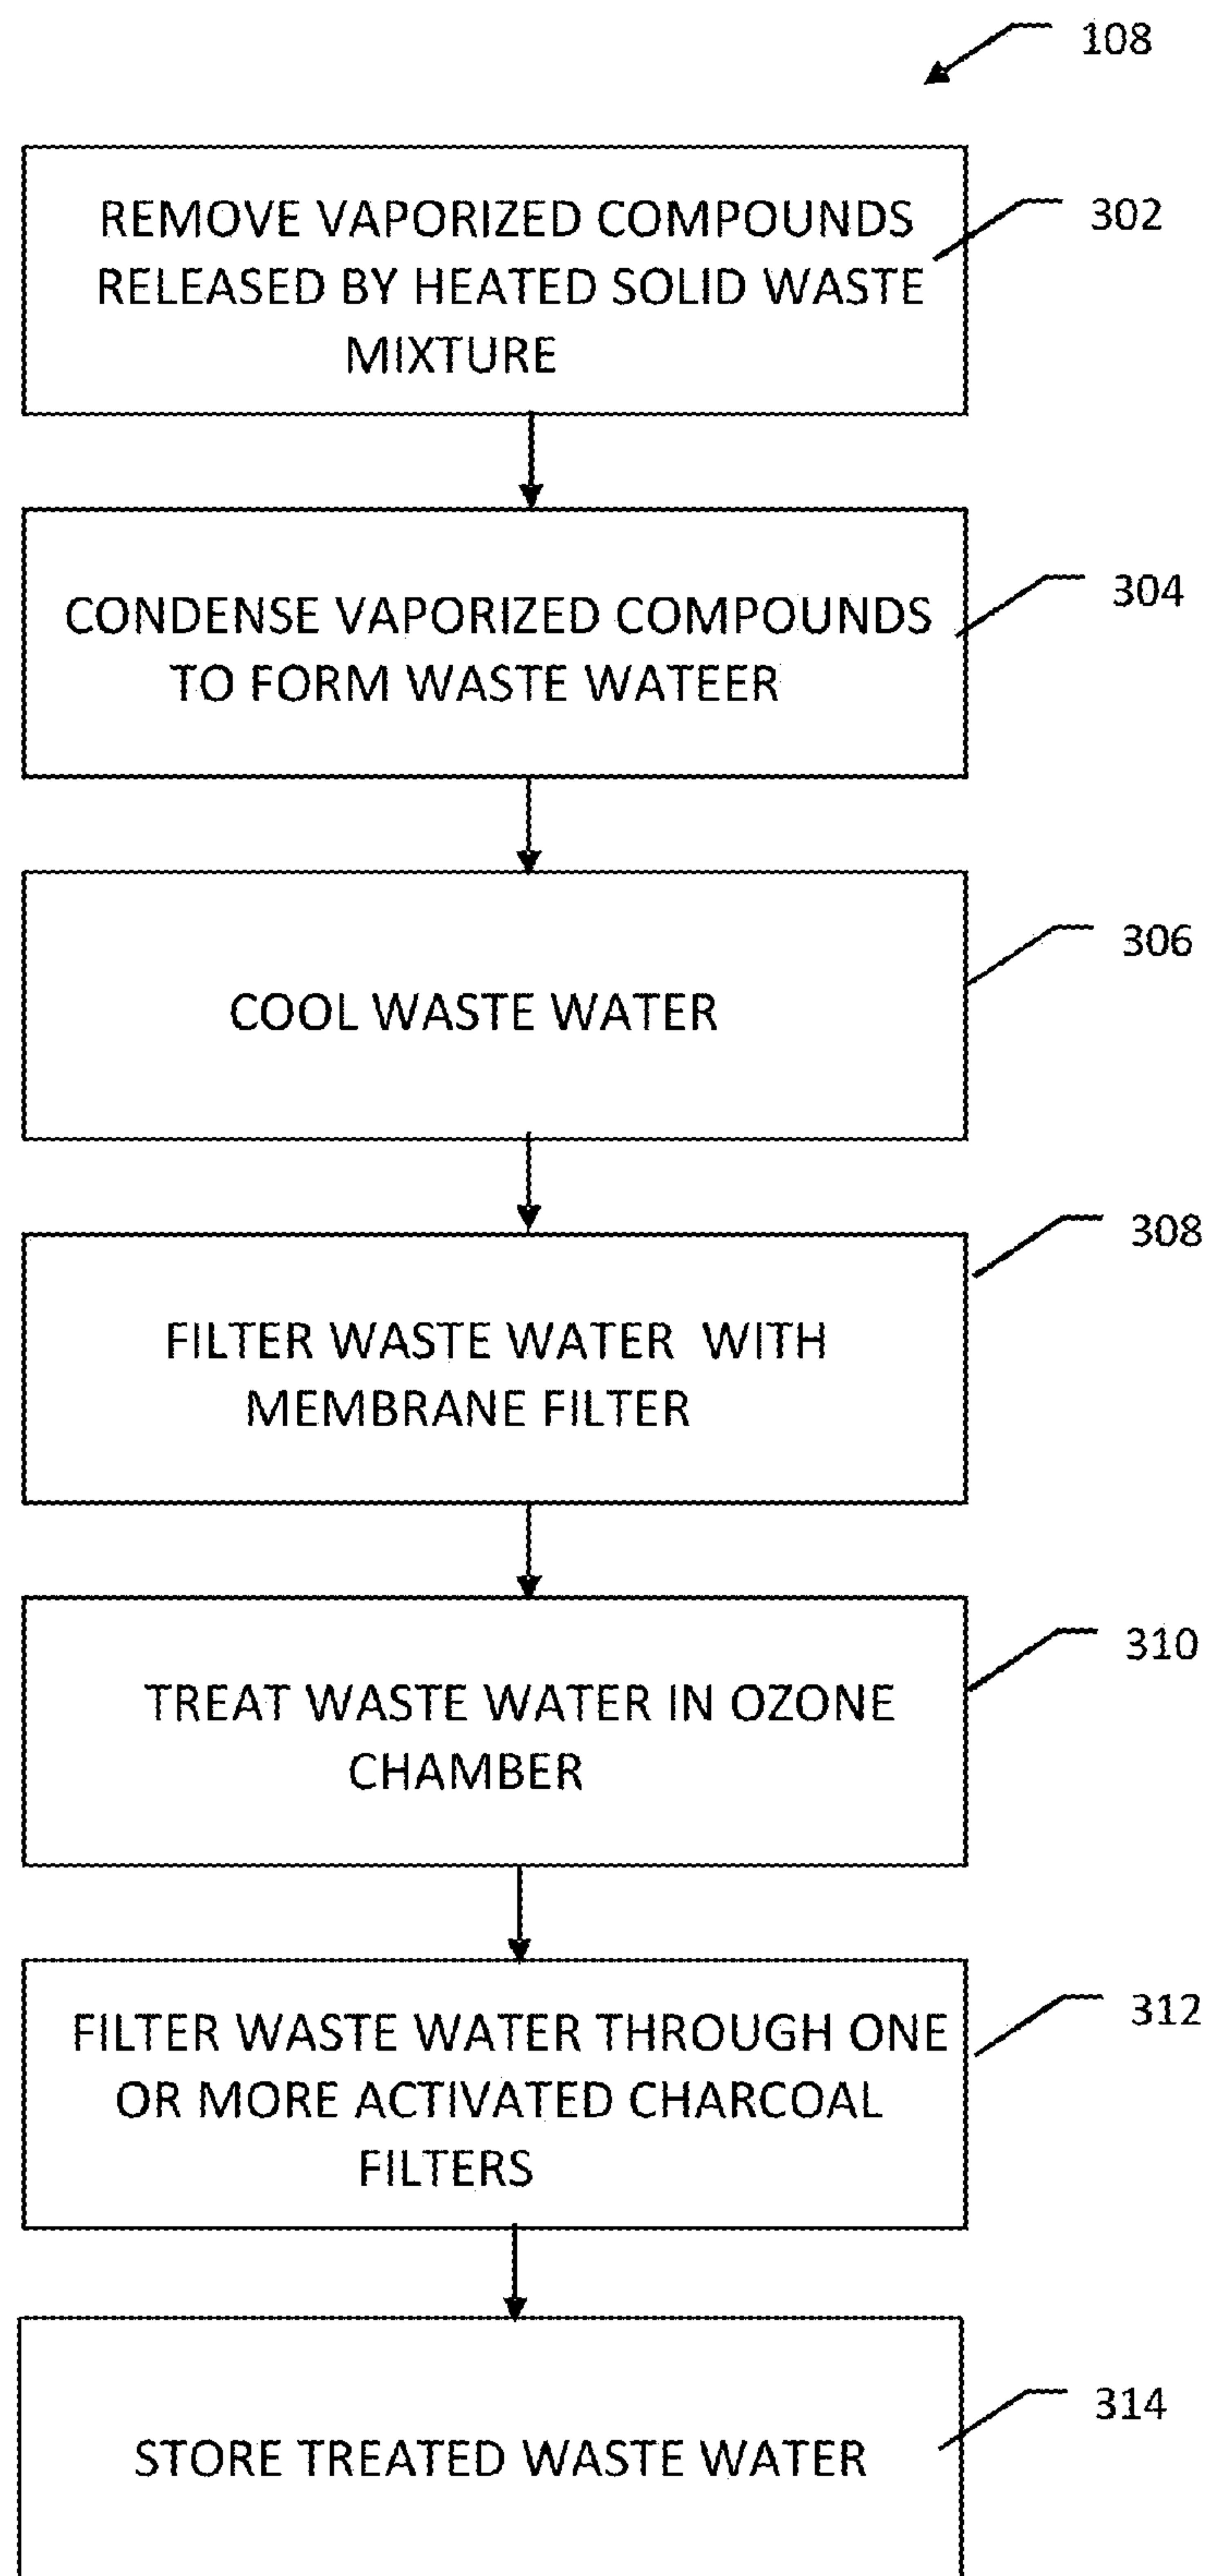 108
REMOVE VAPORIZED COMPOUNDS
RELEASED BY HEATED SOLID WASTE
MIXTURE
302
CONDENSE VAPORIZED COMPOUNDS
TO FORM WASTE WATEER
304
COOL WASTE WATER
306
FILTER WASTE WATER WITH
MEMBRANE FILTER
308
TREAT WASTE WATER IN OZONE
CHAMBER
310
FILTER WASTE WATER THROUGH ONE
OR MORE ACTIVATED CHARCOAL
FILTERS
312
STORE TREATED WASTE WATER
314